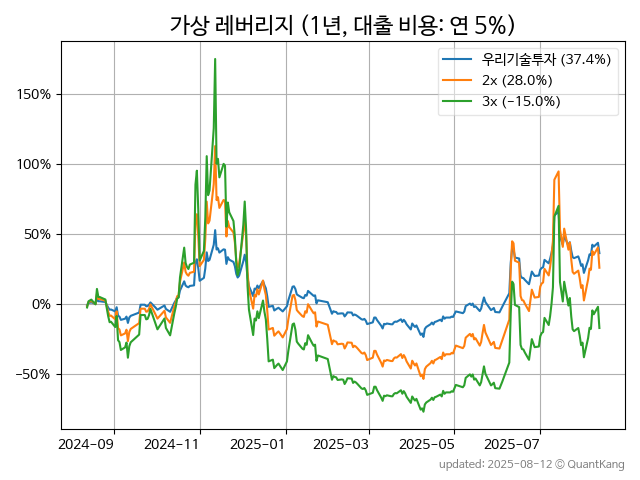 가상 레버리지 (1년, 대출 비용: 연 5%)
우리기술투자 (37.4%)
2x (28.0%)
3x (-15.0%)
150%
100%
50%
0%
−50%
2024-09 2024-11 2025-01 2025-03 2025-05 2025-07
updated: 2025-08-12 © QuantKang